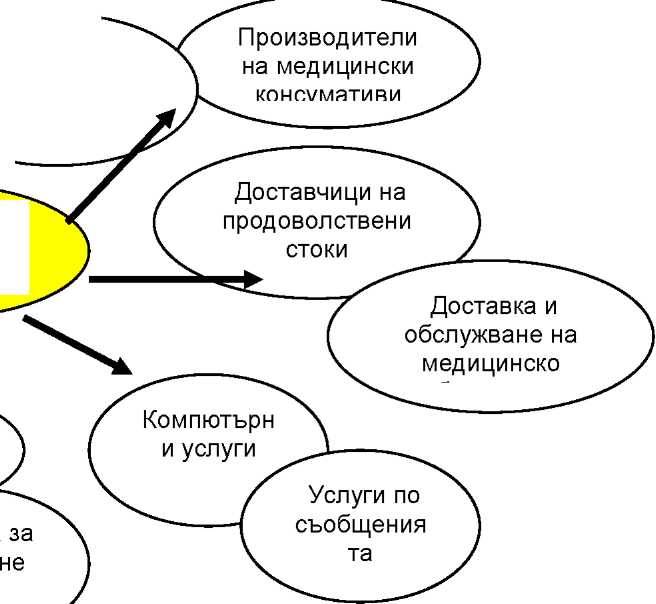 Производители
на медицински
консумативи
Доставчици на
продоволствени
стоки
Доставка и
обслужване на
медицинско
Компютърн
и услуги
Услуги по
съобщения
та
за
не